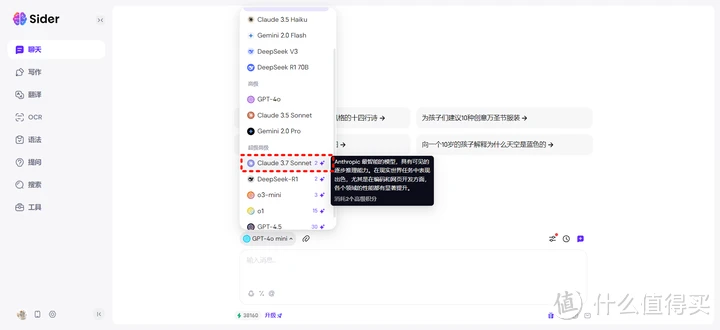 Sider
聊天
写作
翻译
OCR
语法
提问
搜索
工具
Claude 3.5 Haiku
Gemini 2.0 Flash
DeepSeek V3
DeepSeek R1 70B
高级
GPT-4o
Claude 3.5 Sonnet
Gemini 2.0 Pro
Claude 3.7 Sonnet 2
DeepSeek-R1 2
o3-mini 3
o1 15
GPT-4.5 30
格的十四行诗 →
为孩子们建议10种创意万圣节服装 →
向一个10岁的孩子解释为什么天空是蓝色的 →
Anthropic 最智能的模型，具有可见的
逐步推理能力。在现实世界任务中表现
出色，尤其是在编码和网页开发方面，
各个领域的性能都有显著提升。
消耗2个高级积分
GPT-4o mini
输入消息...
38160 升级
值 什么值得买